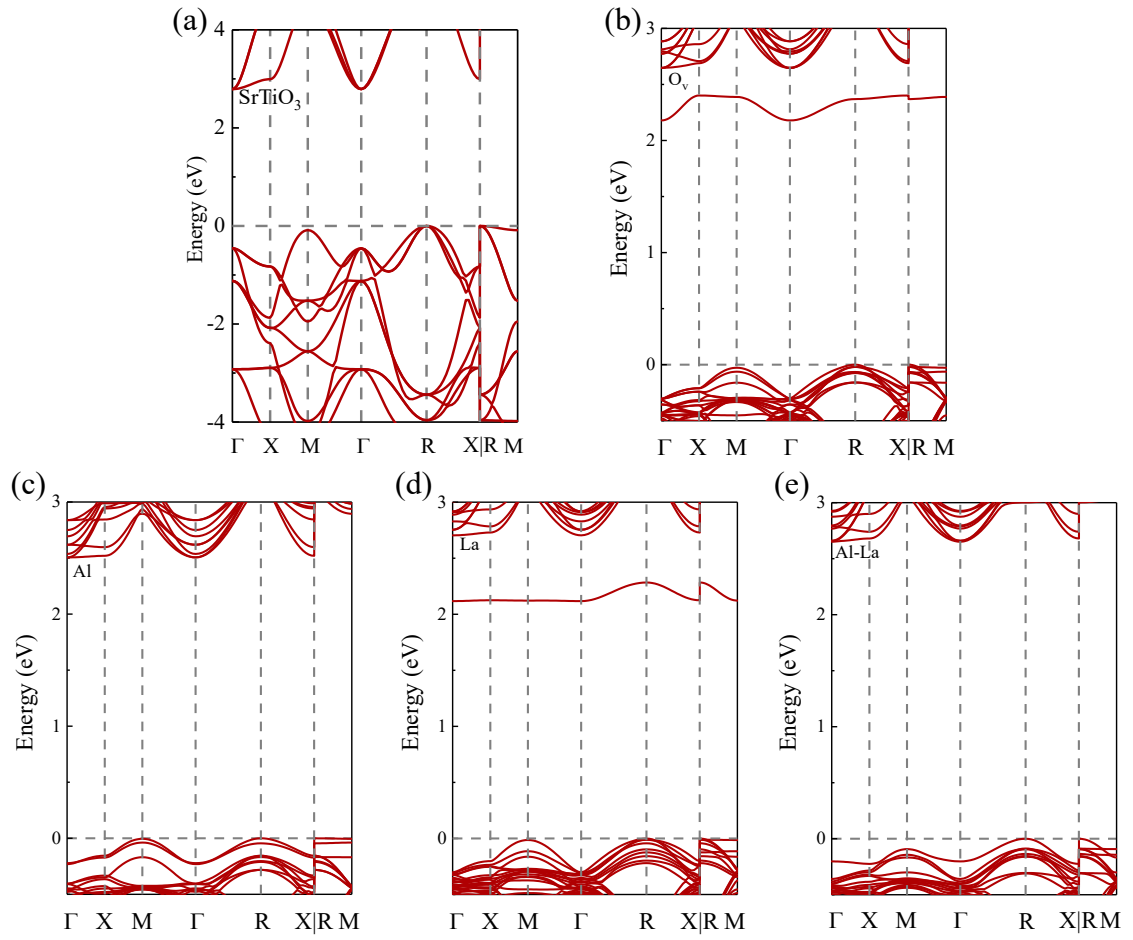 (a)
4
2
0
-2
-4
Energy (eV)
SrTiO3
Γ X M Γ R X|R M
(b)
3
2
1
0
Energy (eV)
Ov
Γ X M Γ R X|R M
(c)
3
2
1
0
Energy (eV)
Al
Γ X M Γ R X|R M
(d)
3
2
1
0
Energy (eV)
La
Γ X M Γ R X|R M
(e)
3
2
1
0
Energy (eV)
Al-La
Γ X M Γ R X|R M